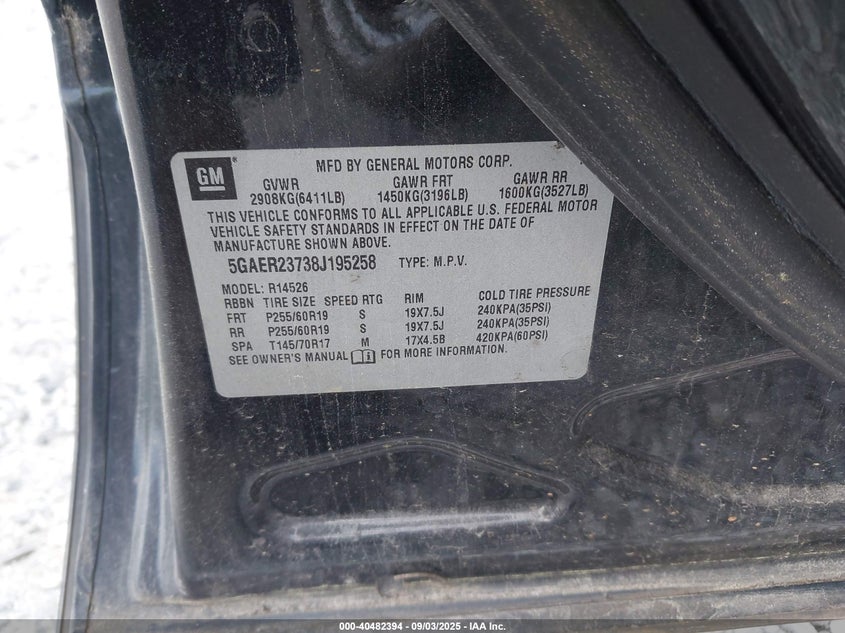 GM ® MFD BY GENERAL MOTORS CORP.
GVWR GAWR FRT GAWR RR
2908KG(6411LB) 1450KG(3196LB) 1600KG(3527LB)
THIS VEHICLE CONFORMS TO ALL APPLICABLE U.S. FEDERAL MOTOR
VEHICLE SAFETY STANDARDS IN EFFECT ON THE DATE OF
MANUFACTURE SHOWN ABOVE.
5GAER23738J195258 TYPE: M.P.V.
MODEL: R14526
RBBN TIRE SIZE SPEED RTG RIM COLD TIRE PRESSURE
FRT P255/60R19 S 19X7.5J 240KPA(35PSI)
RR P255/60R19 S 19X7.5J 240KPA(35PSI)
SPA T145/70R17 M 17X4.5B 420KPA(60PSI)
SEE OWNER'S MANUAL FOR MORE INFORMATION.
000-40482394 - 09/03/2025 - IAA Inc.